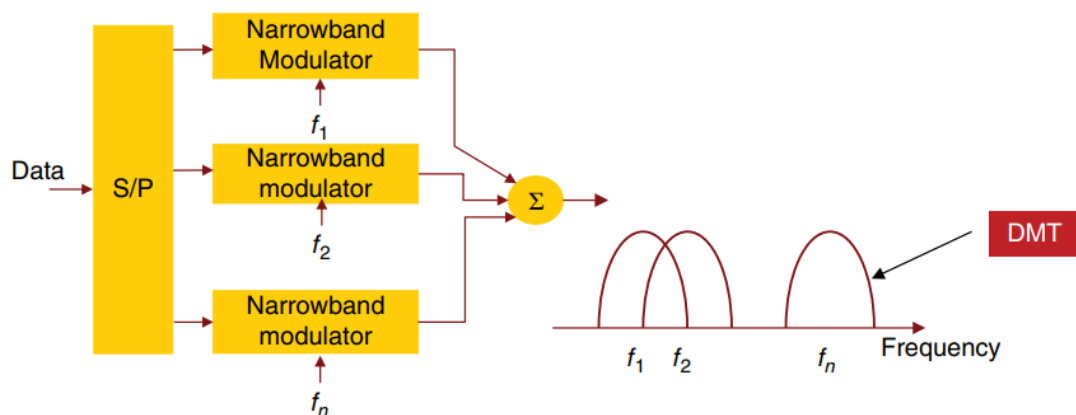 Narrowband
Modulator
f1
Data
S/P
Narrowband
modulator
f2
Σ
Narrowband
modulator
fn
DMT
f1
f2
fn
Frequency